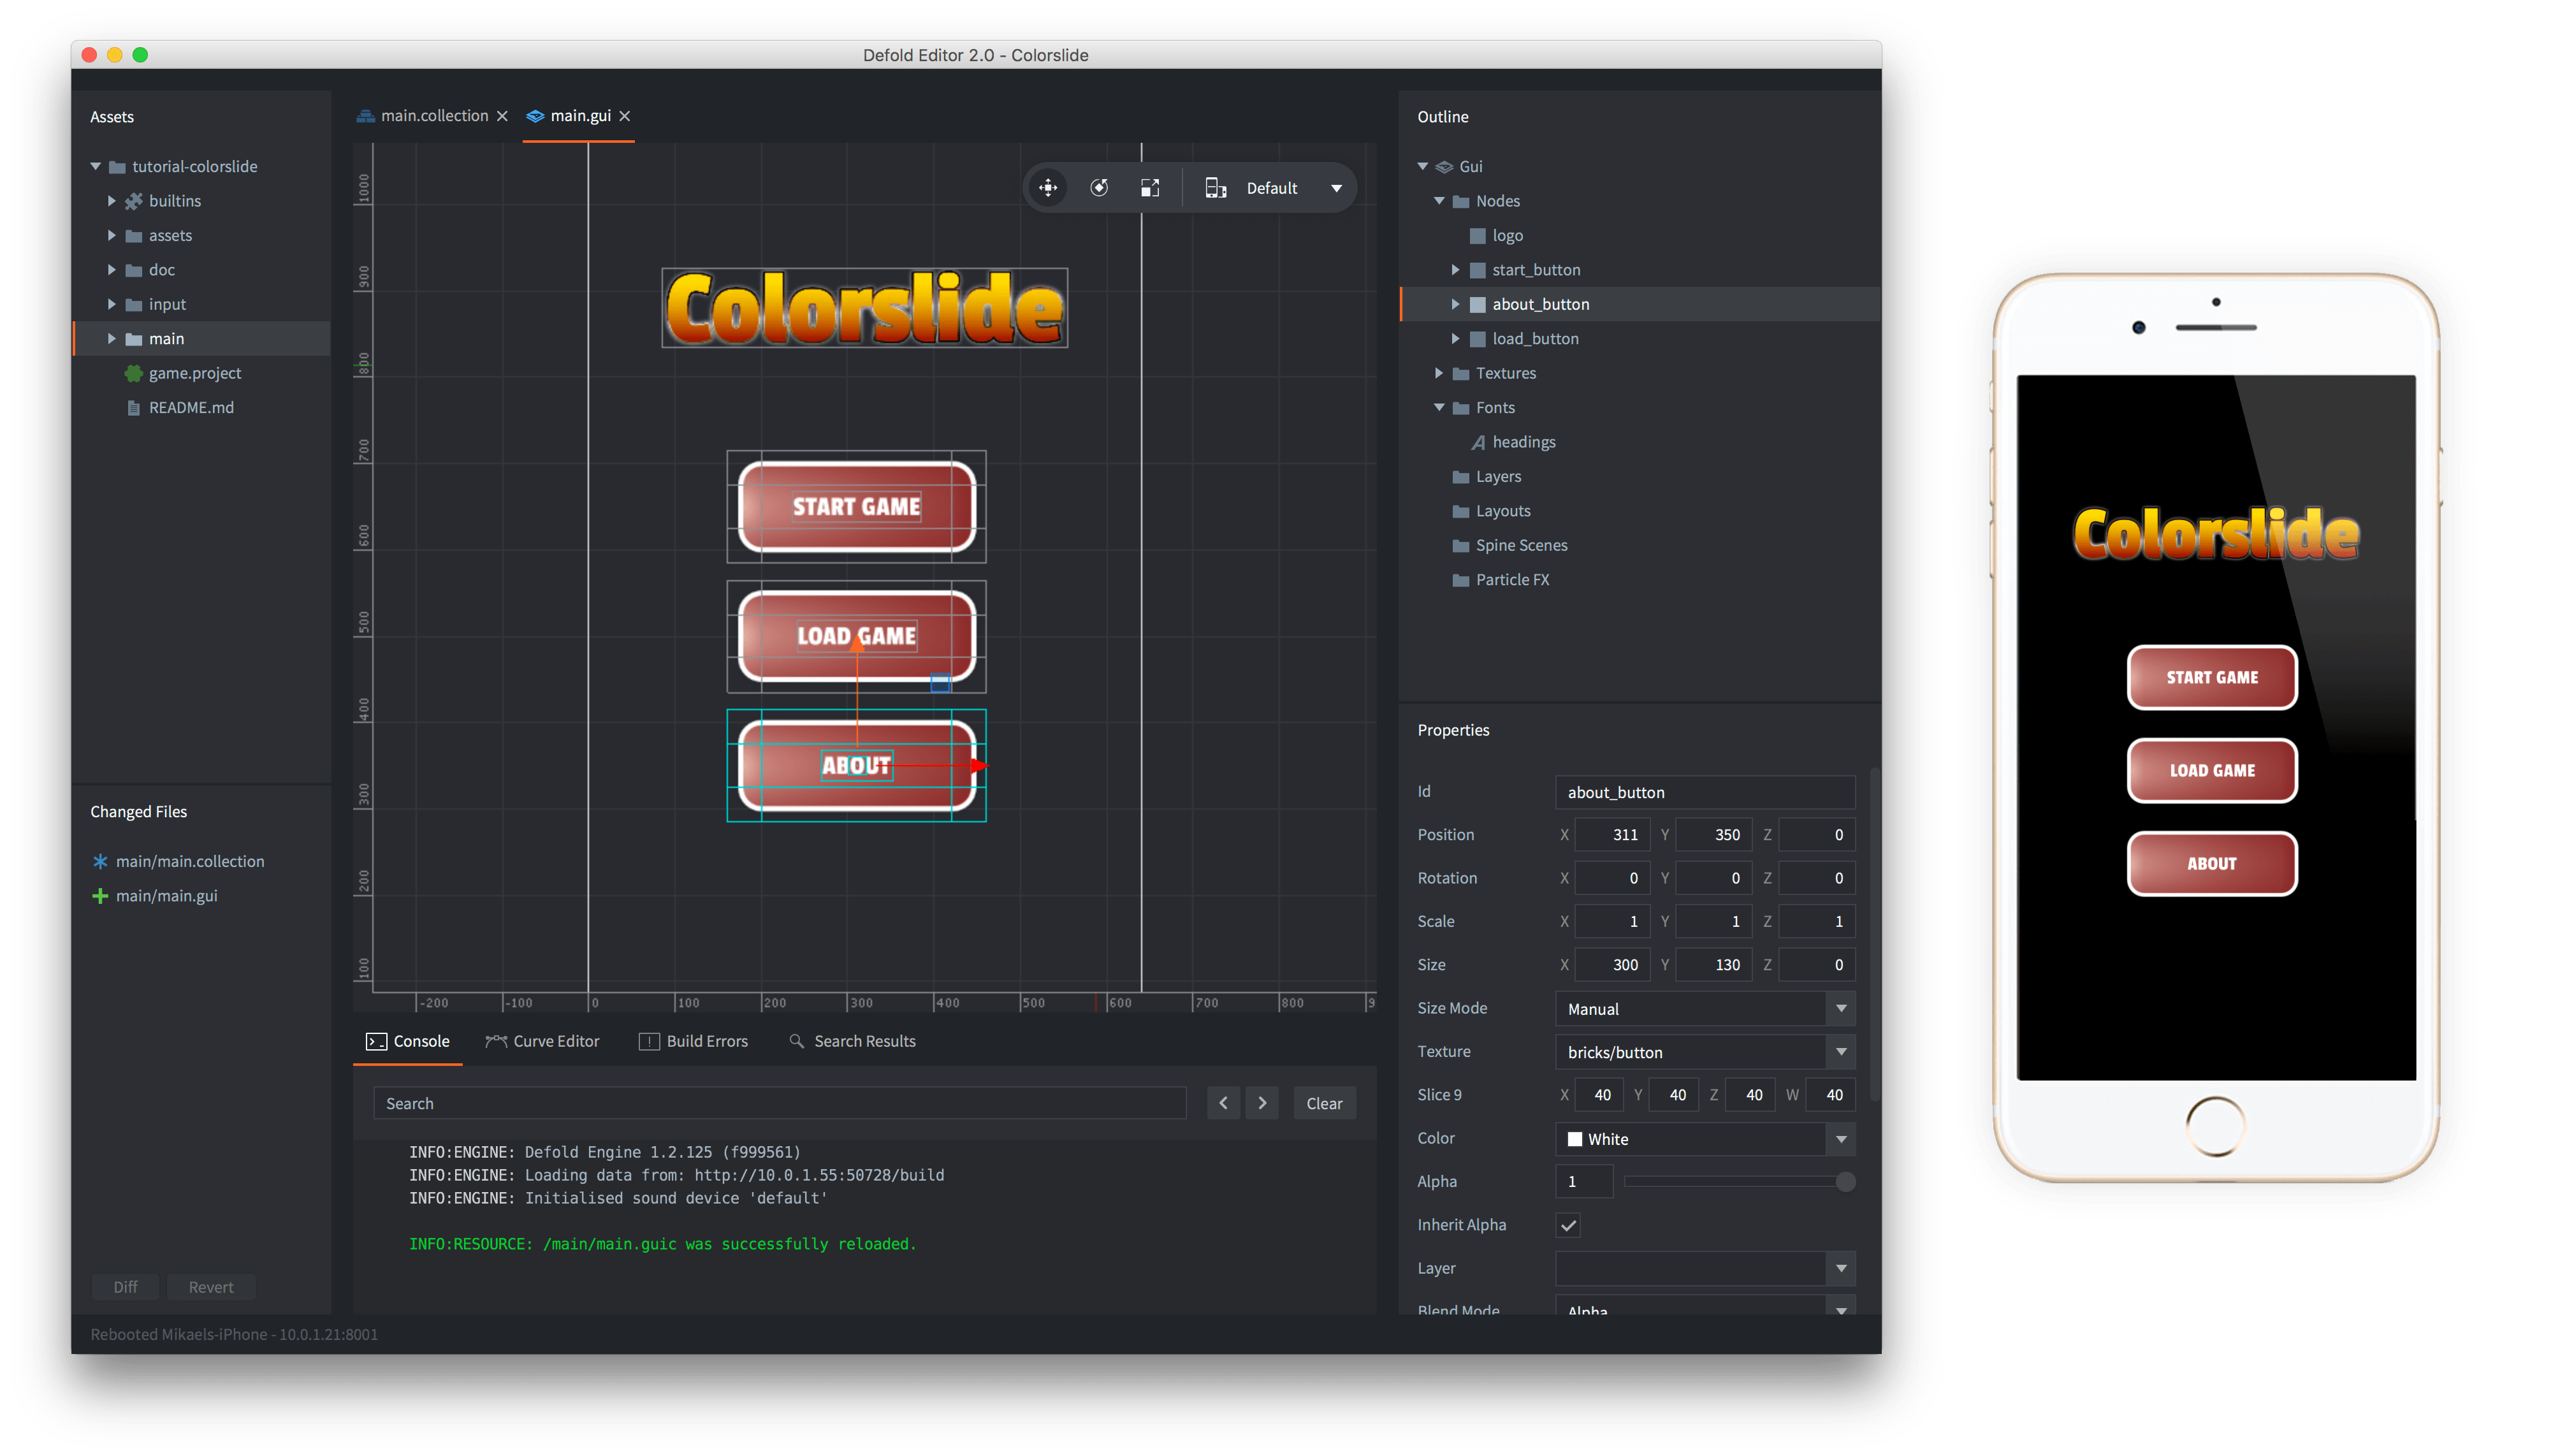 Defold Editor 2.0 - Colorslide
Assets
tutorial-colorslide
builtins
assets
doc
input
main
game.project
README.md
Changed Files
main/main.collection
main/main.gui
Diff Revert
Rebooted Mikaels-iPhone - 10.0.1.21:8001
main.collection main.gui
Default
1000
900
800
700
600
500
400
300
200
100
Colorslide
START GAME
LOAD GAME
ABOUT
-200 -100 0 100 200 300 400 500 600 700 800 9
Console Curve Editor Build Errors Search Results
Search Clear
INFO:ENGINE: Defold Engine 1.2.125 (f999561)
INFO:ENGINE: Loading data from: http://10.0.1.55:50728/build
INFO:ENGINE: Initialised sound device 'default'
INFO:RESOURCE: /main/main.guic was successfully reloaded.
Outline
Gui
Nodes
logo
start_button
about_button
load_button
Textures
Fonts
headings
Layers
Layouts
Spine Scenes
Particle FX
Properties
Id about_button
Position X 311 Y 350 Z 0
Rotation X 0 Y 0 Z 0
Scale X 1 Y 1 Z 1
Size X 300 Y 130 Z 0
Size Mode Manual
Texture bricks/button
Slice 9 X 40 Y 40 Z 40 W 40
Color White
Alpha 1
Inherit Alpha
Layer
Blend Mode Alpha
Colorslide
START GAME
LOAD GAME
ABOUT